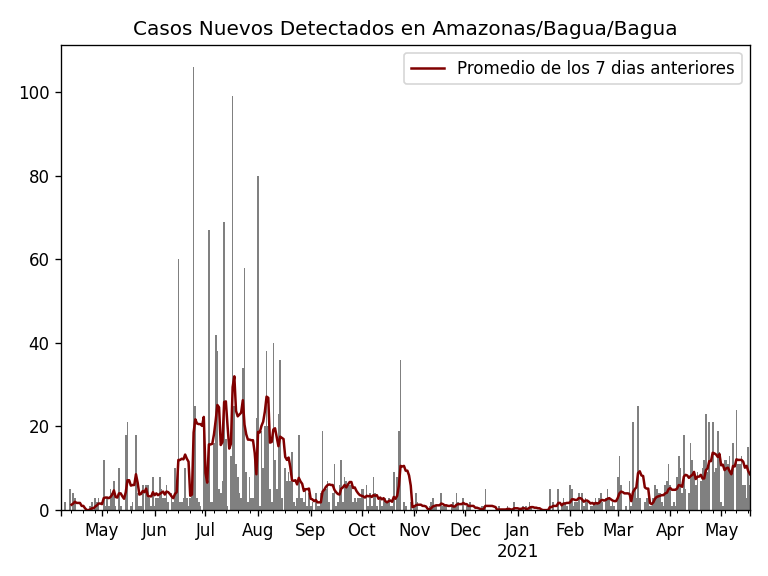 Casos Nuevos Detectados en Amazonas/Bagua/Bagua
Promedio de los 7 dias anteriores
100
80
60
40
20
0
May Jun Jul Aug Sep Oct Nov Dec Jan Feb Mar Apr May
2021